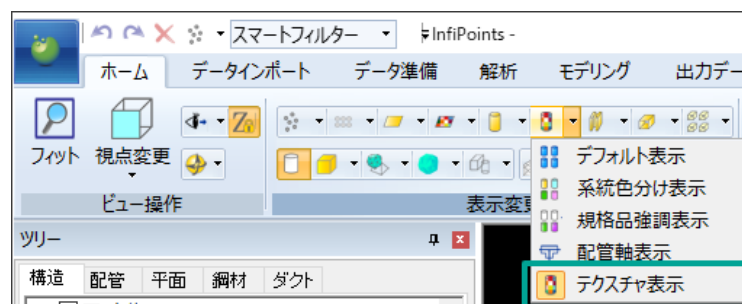 スマートフィルター
InfiPoints -
ホーム
データインポート
データ準備
解析
モデリング
出力デー
フィット
視点変更
ビュー操作
表示変更
デフォルト表示
系統色分け表示
規格品強調表示
配管軸表示
テクスチャ表示
ツリー
構造
配管
平面
鋼材
ダクト